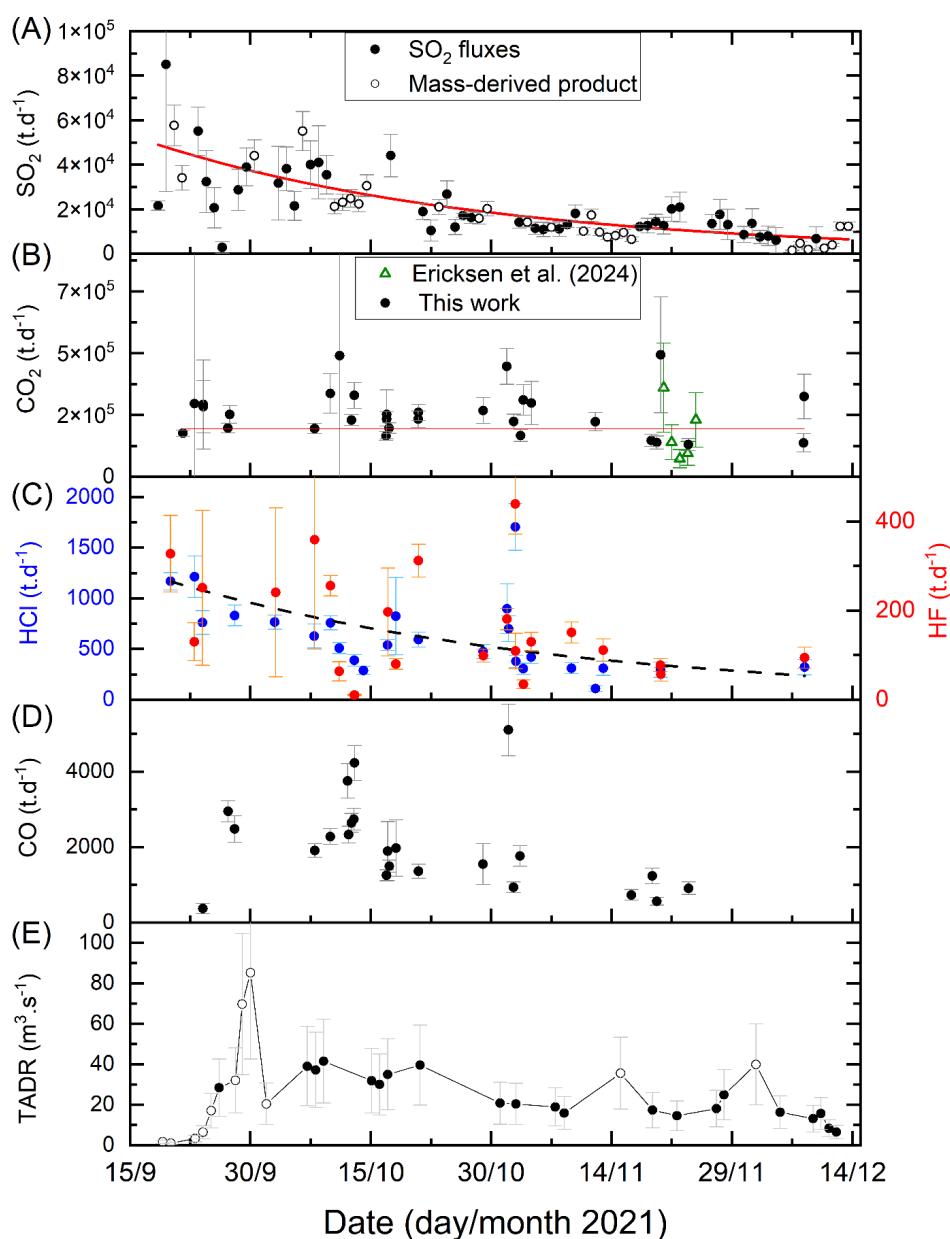 (A)
1×10⁵
8×10⁴
6×10⁴
4×10⁴
2×10⁴
0
SO₂ (t.d⁻¹)
SO₂ fluxes
Mass-derived product
(B)
7×10⁵
5×10⁵
2×10⁵
0
CO₂ (t.d⁻¹)
Ericksen et al. (2024)
This work
(C)
2000
1500
1000
500
0
HCl (t.d⁻¹)
400
200
0
HF (t.d⁻¹)
(D)
4000
2000
0
CO (t.d⁻¹)
(E)
100
80
60
40
20
0
TADR (m³.s⁻¹)
15/9 30/9 15/10 30/10 14/11 29/11 14/12
Date (day/month 2021)